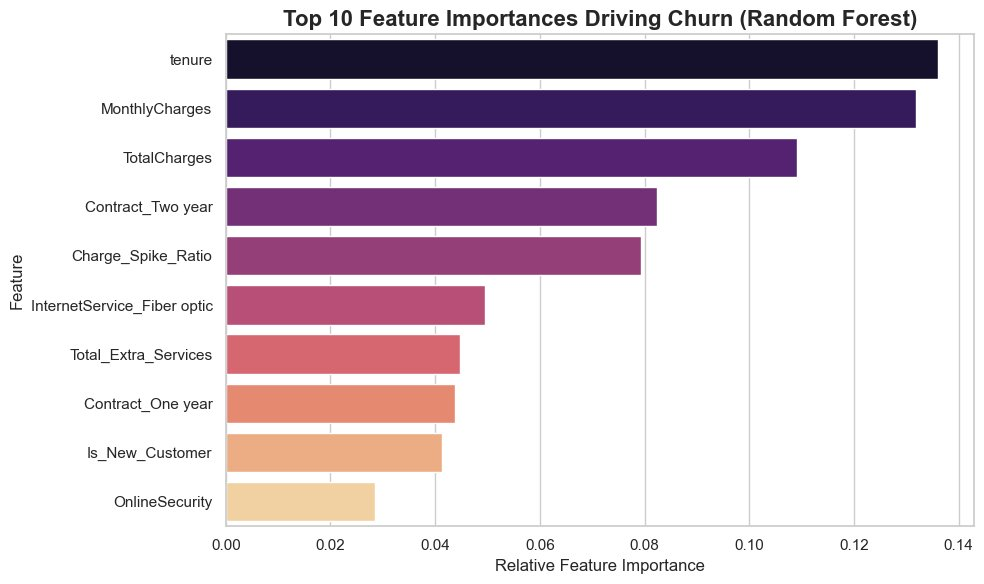 Top 10 Feature Importances Driving Churn (Random Forest)
Feature
tenure
MonthlyCharges
TotalCharges
Contract_Two year
Charge_Spike_Ratio
InternetService_Fiber optic
Total_Extra_Services
Contract_One year
Is_New_Customer
OnlineSecurity
0.00 0.02 0.04 0.06 0.08 0.10 0.12 0.14
Relative Feature Importance